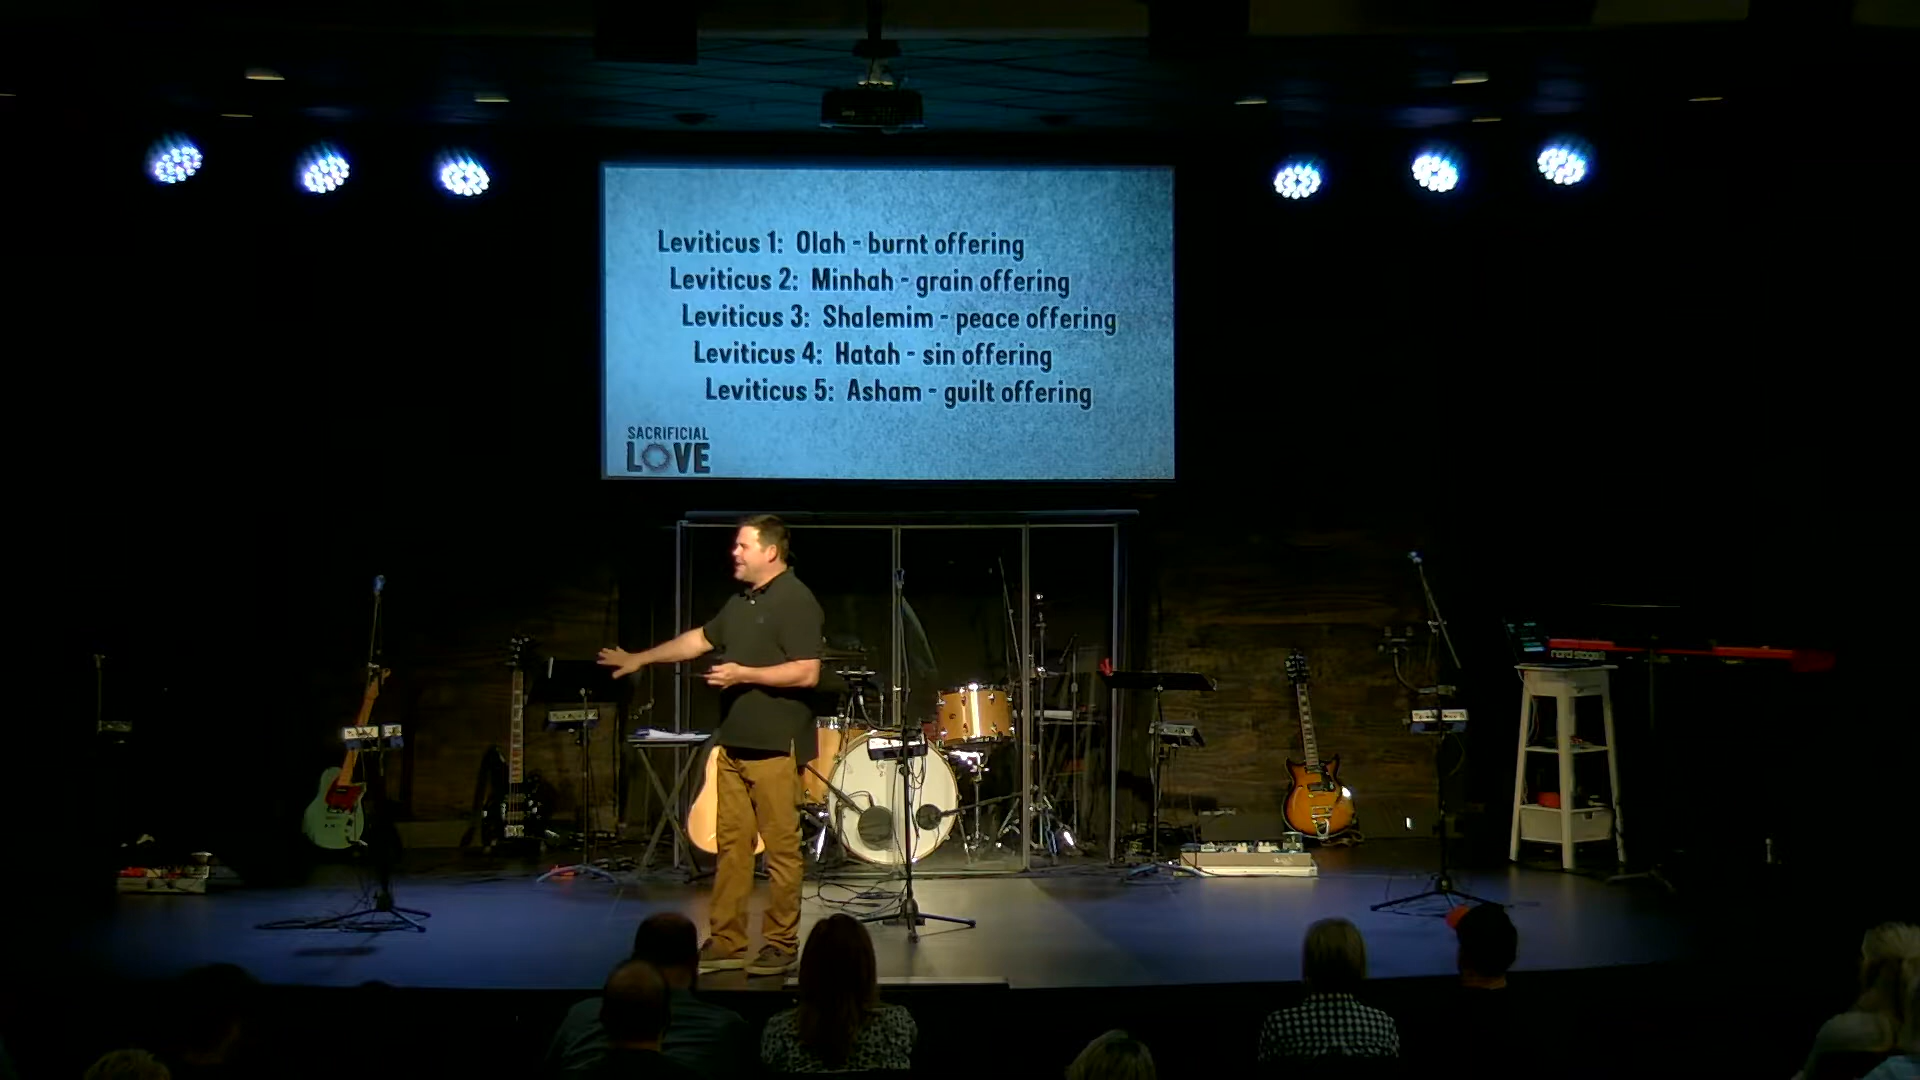 Leviticus 1: Olah - burnt offering
Leviticus 2: Minhah - grain offering
Leviticus 3: Shalemim - peace offering
Leviticus 4: Hatah - sin offering
Leviticus 5: Asham - guilt offering
SACRIFICIAL
LOVE
nord stage